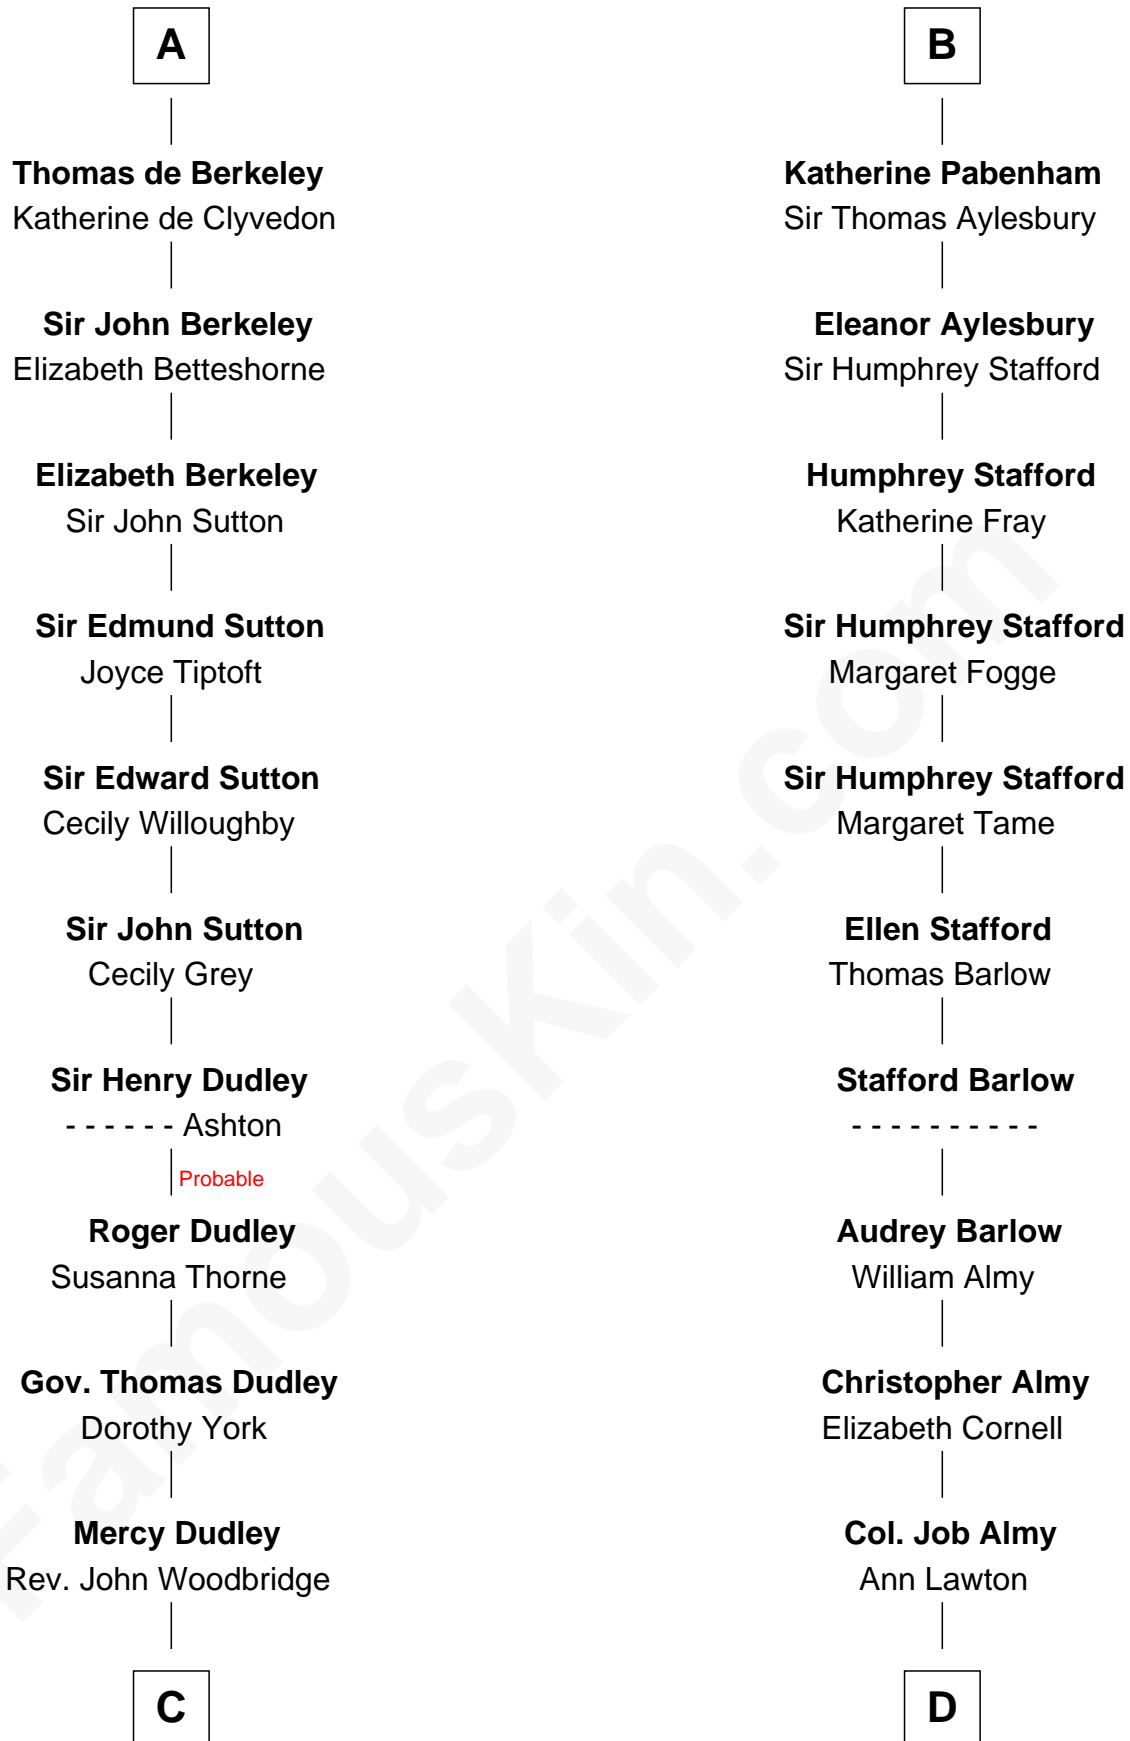 A
Thomas de Berkeley
Katherine de Clyvedon
Sir John Berkeley
Elizabeth Betteshorne
Elizabeth Berkeley
Sir John Sutton
Sir Edmund Sutton
Joyce Tiptoft
Sir Edward Sutton
Cecily Willoughby
Sir John Sutton
Cecily Grey
Sir Henry Dudley
- - - - - - Ashton
Probable
Roger Dudley
Susanna Thorne
Gov. Thomas Dudley
Dorothy York
Mercy Dudley
Rev. John Woodbridge
C
B
Katherine Pabenham
Sir Thomas Aylesbury
Eleanor Aylesbury
Sir Humphrey Stafford
Humphrey Stafford
Katherine Fray
Sir Humphrey Stafford
Margaret Fogge
Sir Humphrey Stafford
Margaret Tame
Ellen Stafford
Thomas Barlow
Stafford Barlow
- - - - - - - - - -
Audrey Barlow
William Almy
Christopher Almy
Elizabeth Cornell
Col. Job Almy
Ann Lawton
D
FamousKin.com